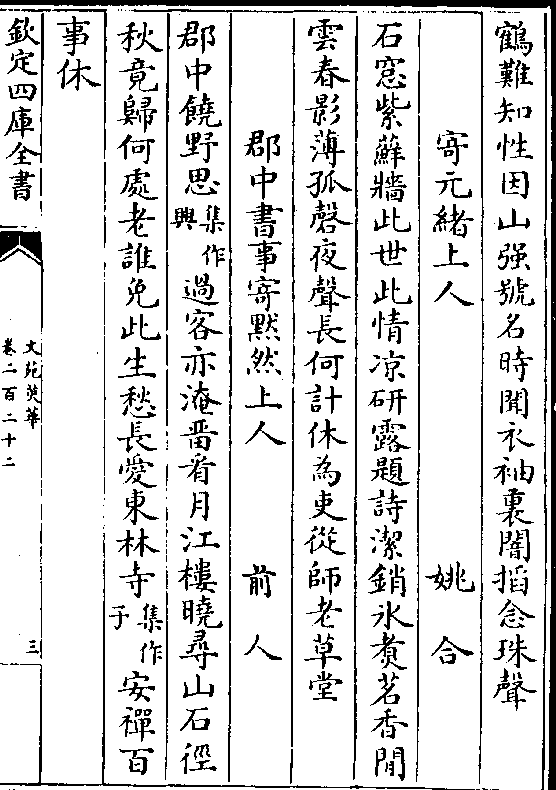 鶴難知性因山强號名時聞衣袖裏闇搯念珠聲
寄元緒上人 姚合
石窓紫蘚牆此世此情凉研露題詩潔銷氷煑茗香閒
雲春影薄孤磬夜聲長何計休為吏從師老草堂
郡中書事寄黙然上人 前人
郡中饒野思集作興過客亦淹畱看月江樓曉尋山石徑
秋竟歸何處老誰免此生愁長愛東林寺集作子安禪百
事休
欽定四庫全書
文苑英華
卷二百二十二
三